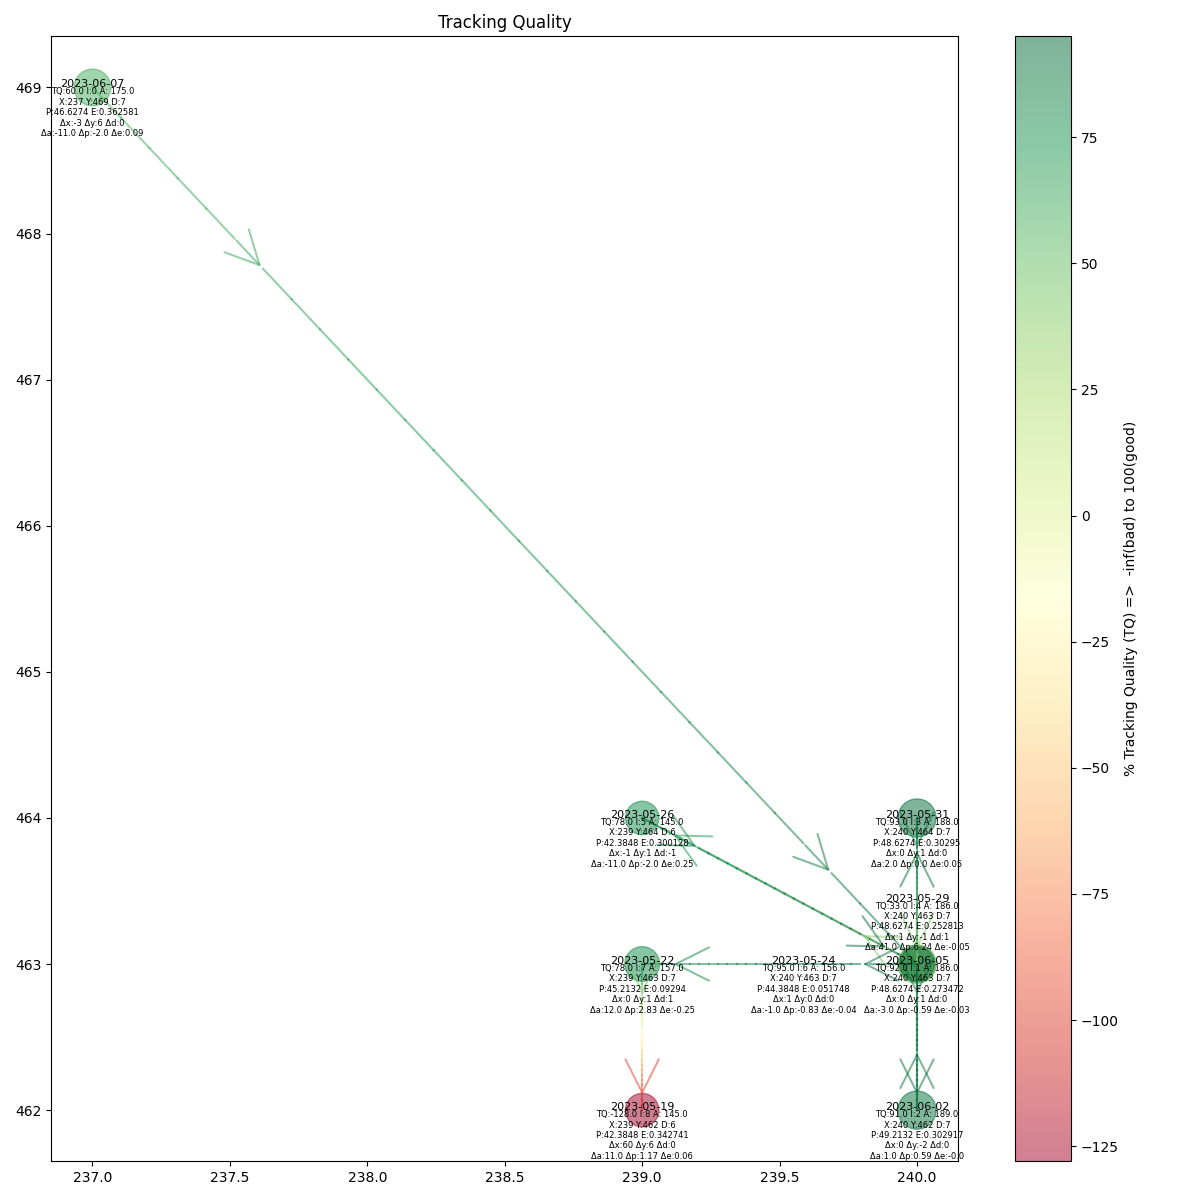 Tracking Quality
2023-06-07
TQ:60.0 I:0 A: 175.0
X:237 Y:469 D:7
P:46.6274 E:0.362581
Δx:-3 Δy:6 Δd:0
Δa:-11.0 Δp:-2.0 Δe:0.09
2023-05-26
TQ:78.0 I:5 A: 145.0
X:239 Y:464 D:6
P:42.3848 E:0.300128
Δx:-1 Δy:1 Δd:-1
Δa:-11.0 Δp:-2.0 Δe:0.25
2023-05-31
TQ:93.0 I:3 A: 188.0
X:240 Y:464 D:7
P:48.6274 E:0.30295
Δx:0 Δy:1 Δd:0
Δa:2.0 Δp:0.0 Δe:0.05
2023-05-29
TQ:33.0 I:4 A: 186.0
X:240 Y:463 D:7
P:48.6274 E:0.252813
Δx:1 Δy:-1 Δd:1
Δa:41.0 Δp:6.24 Δe:-0.05
2023-05-22
TQ:78.0 I:7 A: 157.0
X:239 Y:463 D:7
P:45.2132 E:0.09294
Δx:0 Δy:1 Δd:1
Δa:12.0 Δp:2.83 Δe:-0.25
2023-05-24
TQ:95.0 I:6 A: 156.0
X:240 Y:463 D:7
P:44.3848 E:0.051748
Δx:1 Δy:0 Δd:0
Δa:-1.0 Δp:-0.83 Δe:-0.04
2023-06-05
TQ:92.0 I:1 A: 186.0
X:240 Y:463 D:7
P:48.6274 E:0.273472
Δx:0 Δy:1 Δd:0
Δa:-3.0 Δp:-0.59 Δe:-0.03
2023-05-19
TQ:-128.0 I:8 A: 145.0
X:239 Y:462 D:6
P:42.3848 E:0.342741
Δx:60 Δy:6 Δd:0
Δa:11.0 Δp:1.17 Δe:0.06
2023-06-02
TQ:91.0 I:2 A: 189.0
X:240 Y:462 D:7
P:49.2132 E:0.302917
Δx:0 Δy:-2 Δd:0
Δa:1.0 Δp:0.59 Δe:-0.0
469
468
467
466
465
464
463
462
237.0 237.5 238.0 238.5 239.0 239.5 240.0
75
50
25
0
−25
−50
−75
−100
−125
% Tracking Quality (TQ) => -inf(bad) to 100(good)